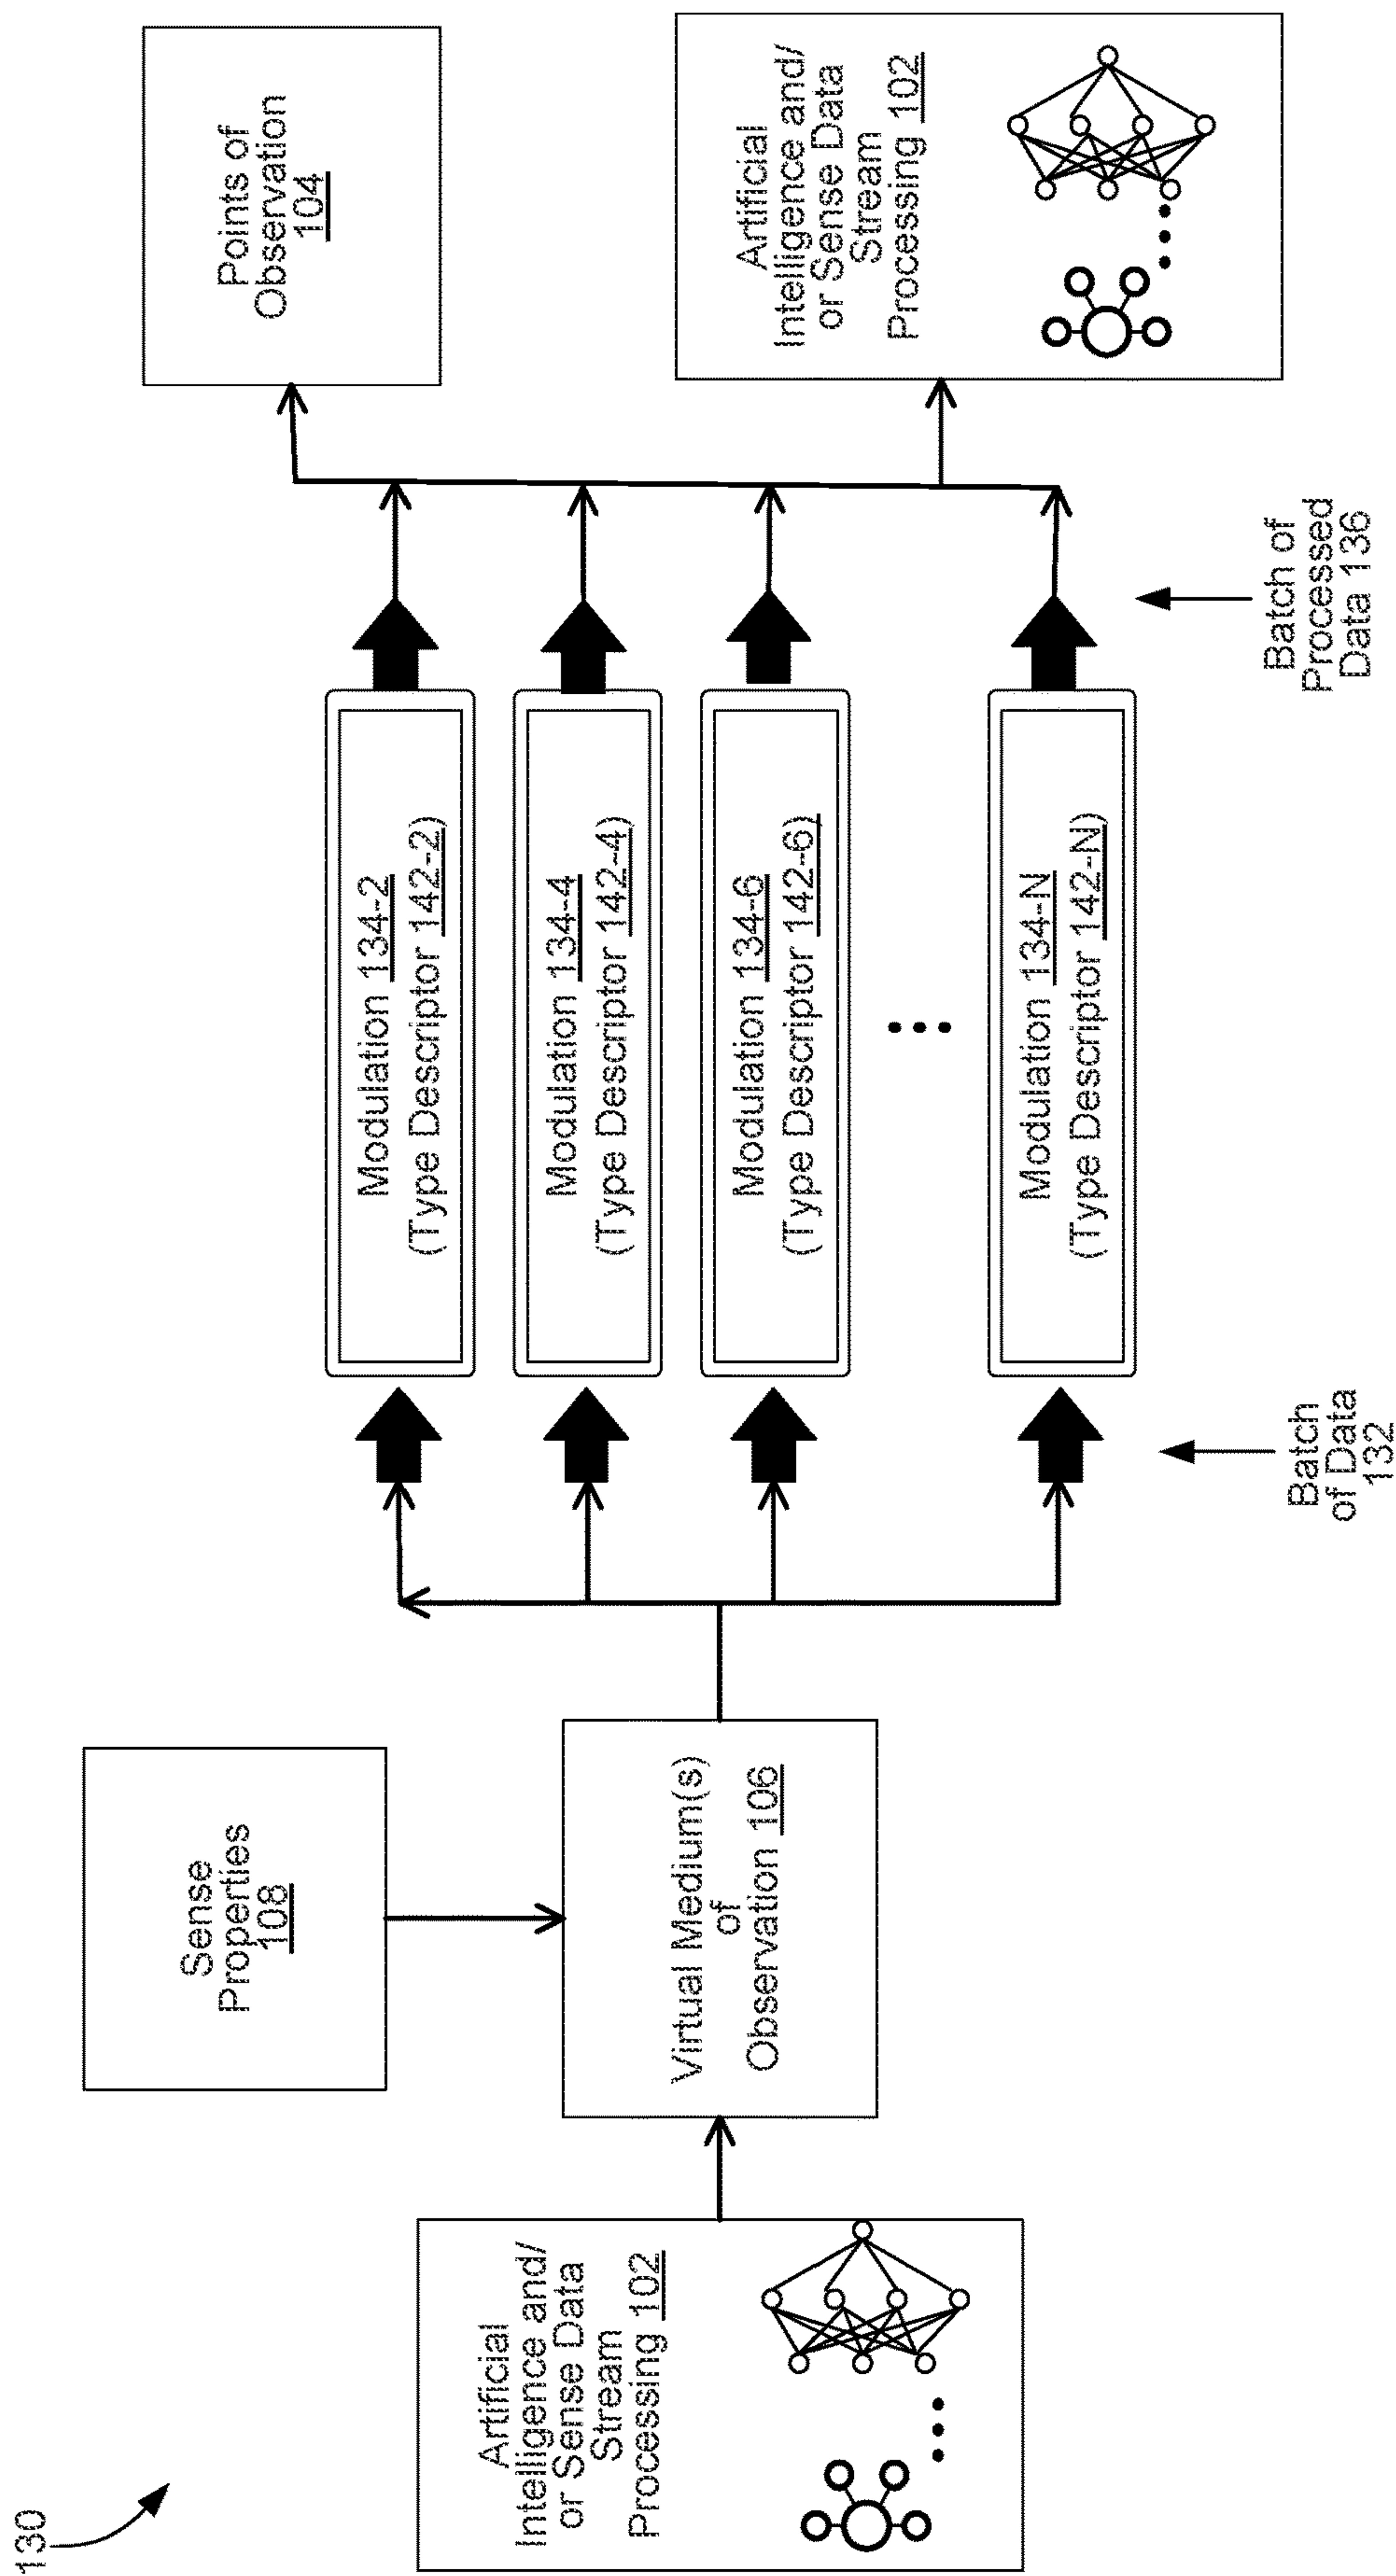 130
Artificial
Intelligence and/
or Sense Data
Stream
Processing 102
Sense
Properties
108
Virtual Medium(s)
of
Observation 106
Batch
of Data
132
Modulation 134-2
(Type Descriptor 142-2)
Modulation 134-4
(Type Descriptor 142-4)
Modulation 134-6
(Type Descriptor 142-6)
Modulation 134-N
(Type Descriptor 142-N)
Batch of
Processed
Data 136
Points of
Observation
104
Artificial
Intelligence and/
or Sense Data
Stream
Processing 102